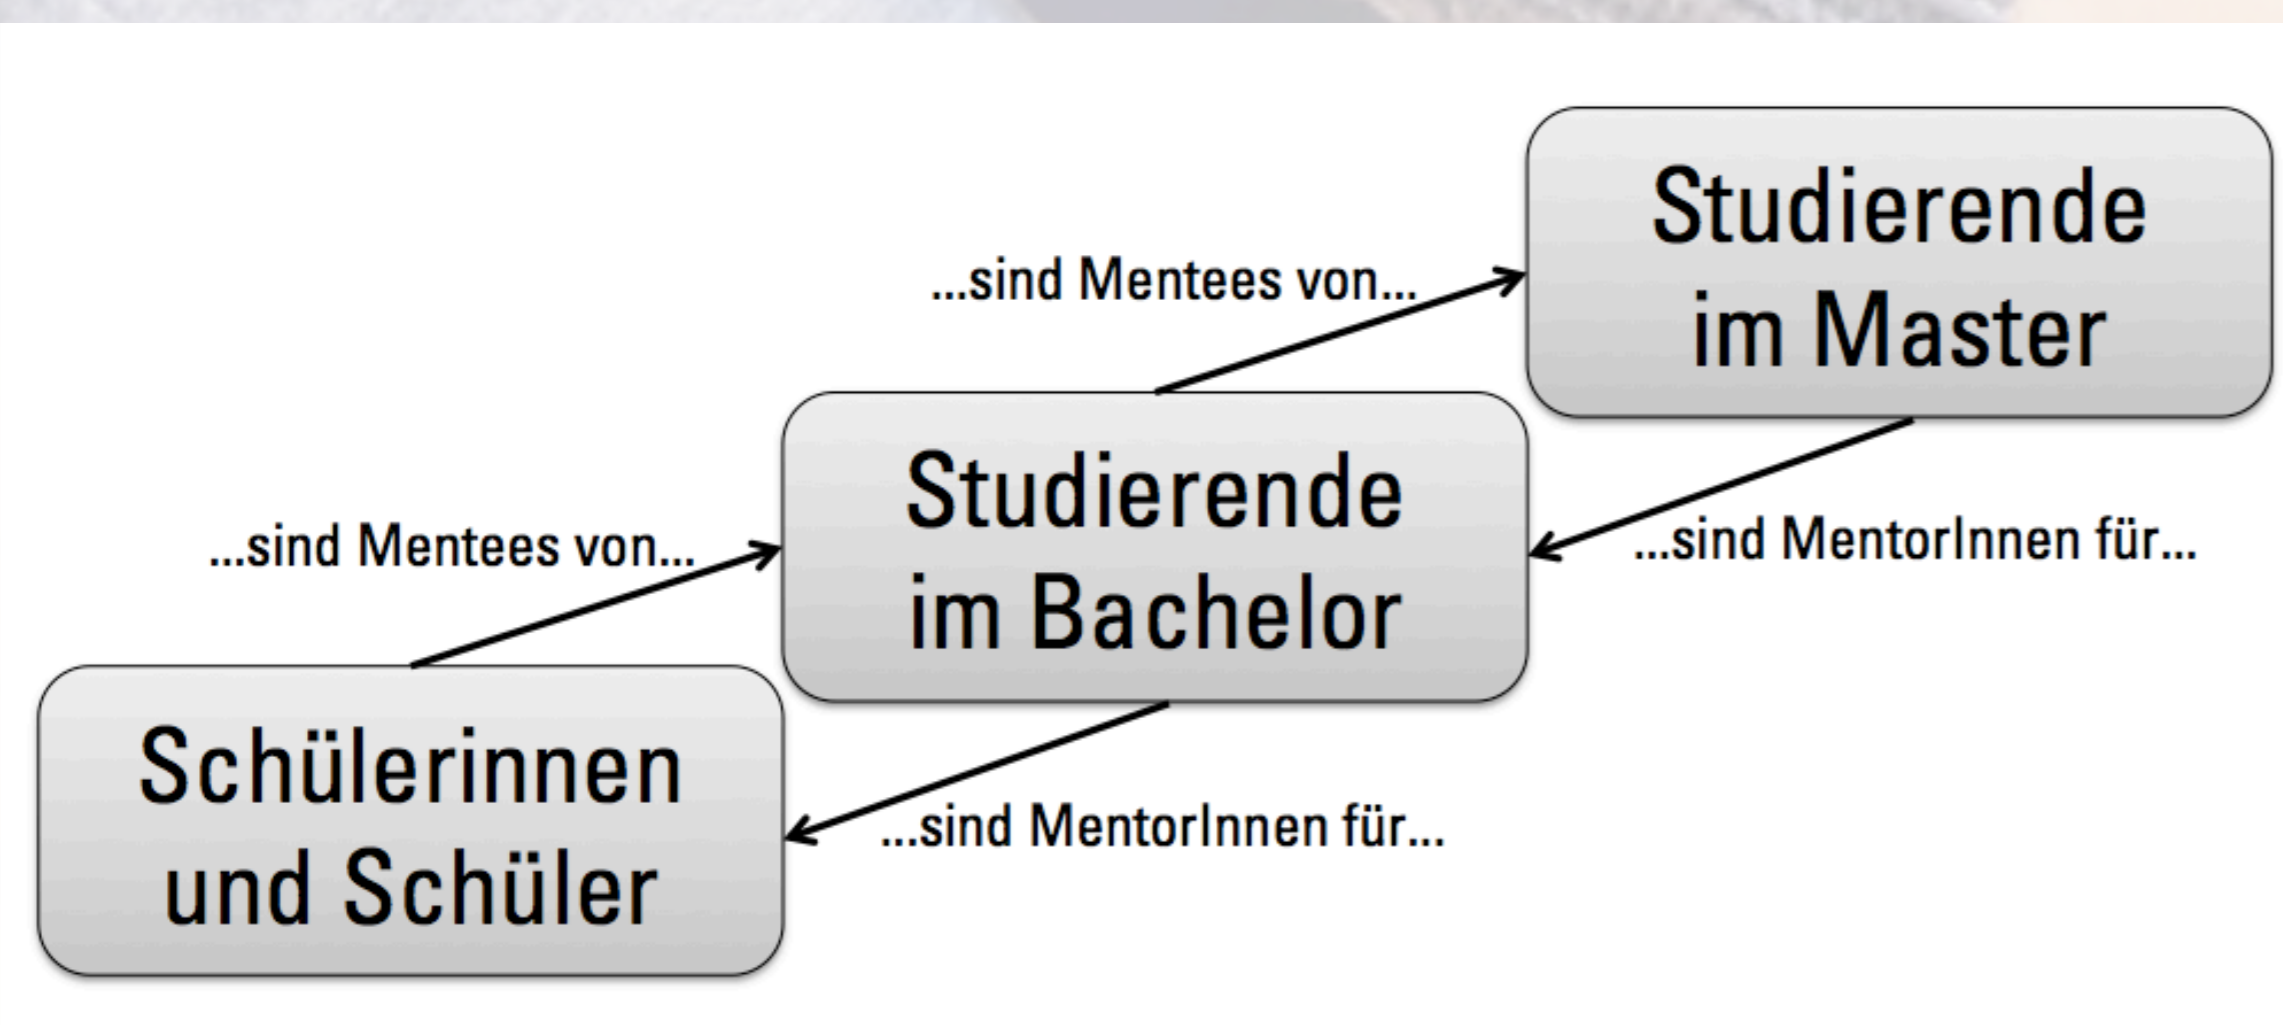 Studierende
im Master
...sind Mentees von...
Studierende
im Bachelor
...sind MentorInnen für...
...sind Mentees von...
Schülerinnen
und Schüler
...sind MentorInnen für...